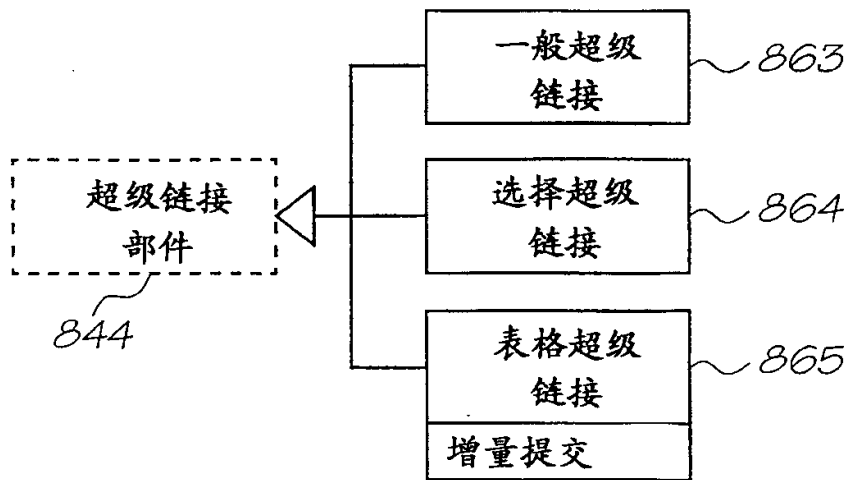 一般超级
链接
863
超级链接
部件
844
选择超级
链接
864
表格超级
链接
865
增量提交